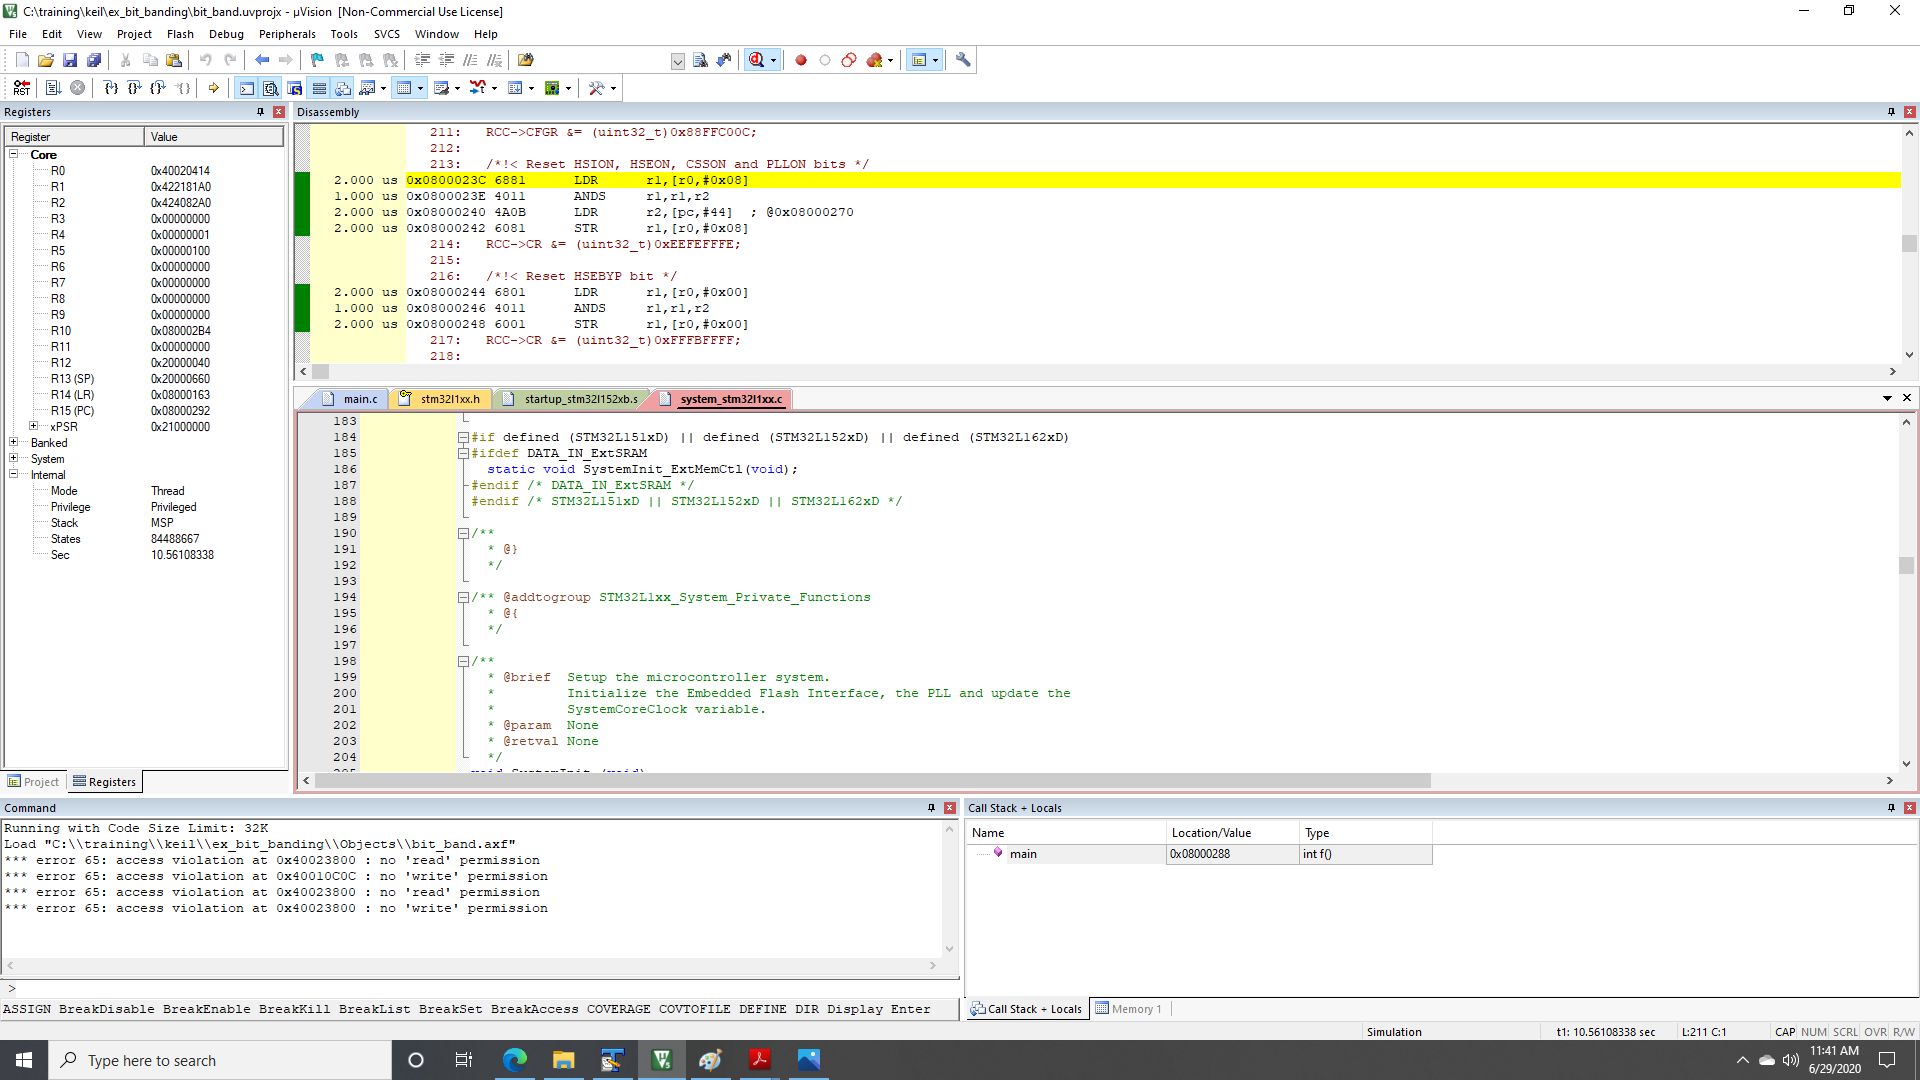 C:\training\keil\ex_bit_banding\bit_band.uvprojx - µVision  [Non-Commercial Use License]
File Edit View Project Flash Debug Peripherals Tools SVCS Window Help
Registers
Register Value
Core
R0 0x40020414
R1 0x422181A0
R2 0x424082A0
R3 0x00000000
R4 0x00000001
R5 0x00000100
R6 0x00000000
R7 0x00000000
R8 0x00000000
R9 0x00000000
R10 0x080002B4
R11 0x00000000
R12 0x20000040
R13 (SP) 0x20000660
R14 (LR) 0x08000163
R15 (PC) 0x08000292
xPSR 0x21000000
Banked
System
Internal
Mode Thread
Privilege Privileged
Stack MSP
States 84488667
Sec 10.56108338
Project Registers
Disassembly
211: RCC->CFGR &= (uint32_t)0x88FFC00C;
212:
213: /*!< Reset HSION, HSEON, CSSON and PLLON bits */
2.000 us 0x0800023C 6881 LDR r1,[r0,#0x08]
1.000 us 0x0800023E 4011 ANDS r1,r1,r2
2.000 us 0x08000240 4A0B LDR r2,[pc,#44] ; @0x08000270
2.000 us 0x08000242 6081 STR r1,[r0,#0x08]
214: RCC->CR &= (uint32_t)0xEEFEFFFE;
215:
216: /*!< Reset HSEBYP bit */
2.000 us 0x08000244 6801 LDR r1,[r0,#0x00]
1.000 us 0x08000246 4011 ANDS r1,r1,r2
2.000 us 0x08000248 6001 STR r1,[r0,#0x00]
217: RCC->CR &= (uint32_t)0xFFFBFFFF;
218:
main.c stm32l1xx.h startup_stm32l152xb.s system_stm32l1xx.c
183
184 #if defined (STM32L151xD) || defined (STM32L152xD) || defined (STM32L162xD)
185 #ifdef DATA_IN_ExtSRAM
186 static void SystemInit_ExtMemCtl(void);
187 #endif /* DATA_IN_ExtSRAM */
188 #endif /* STM32L151xD || STM32L152xD || STM32L162xD */
189
190 /**
191 * @}
192 */
193
194 /** @addtogroup STM32L1xx_System_Private_Functions
195 * @{
196 */
197
198 /**
199 * @brief Setup the microcontroller system.
200 * Initialize the Embedded Flash Interface, the PLL and update the
201 * SystemCoreClock variable.
202 * @param None
203 * @retval None
204 */
205 void SystemInit (void)
Command
Running with Code Size Limit: 32K
Load "C:\\training\\keil\\ex_bit_banding\\Objects\\bit_band.axf"
*** error 65: access violation at 0x40023800 : no 'read' permission
*** error 65: access violation at 0x40010C0C : no 'write' permission
*** error 65: access violation at 0x40023800 : no 'read' permission
*** error 65: access violation at 0x40023800 : no 'write' permission
>
ASSIGN BreakDisable BreakEnable BreakKill BreakList BreakSet BreakAccess COVERAGE COVTOFILE DEFINE DIR Display Enter
Call Stack + Locals
Name Location/Value Type
main 0x08000288 int f()
Call Stack + Locals Memory 1
Simulation t1: 10.56108338 sec L:211 C:1 CAP NUM SCRL OVR R/W
Type here to search
11:41 AM
6/29/2020